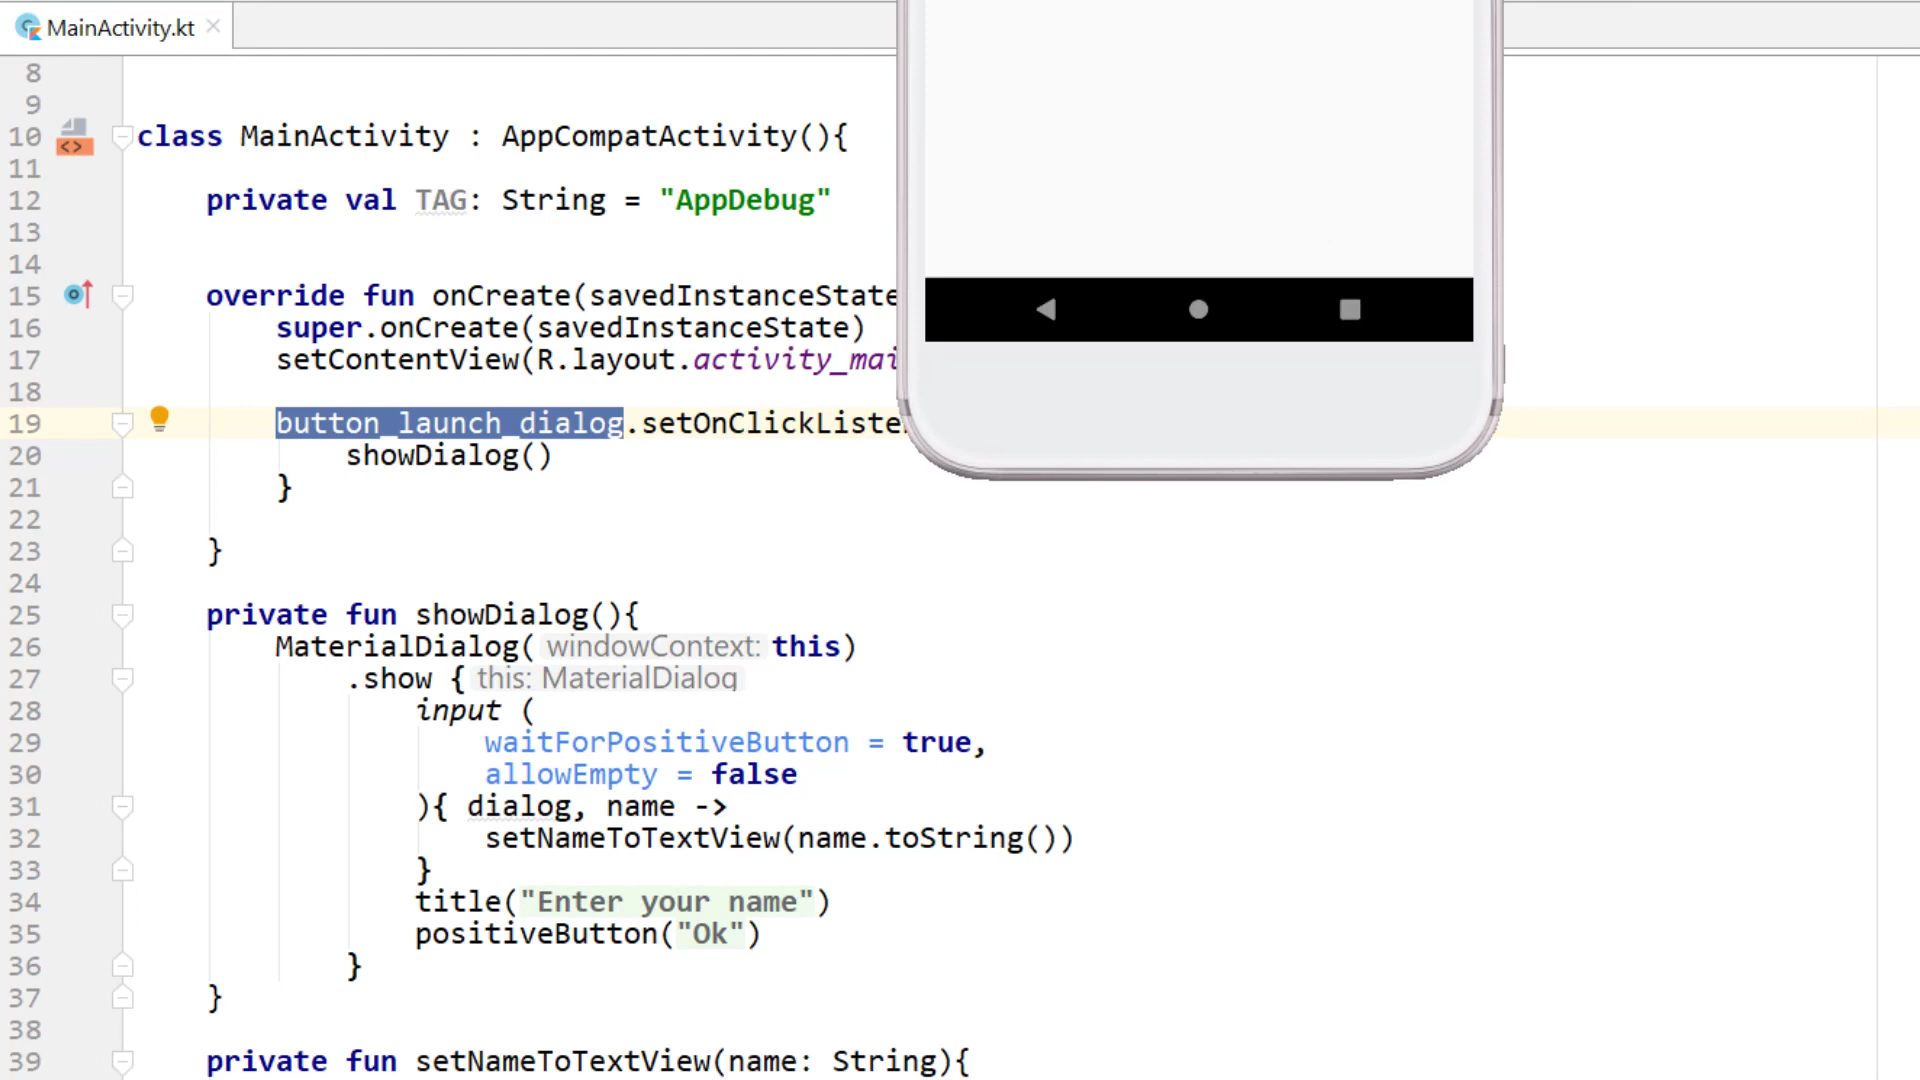 MainActivity.kt
8
9
10 class MainActivity : AppCompatActivity(){
11
12 private val TAG: String = "AppDebug"
13
14
15 override fun onCreate(savedInstanceState
16 super.onCreate(savedInstanceState)
17 setContentView(R.layout.activity_mai
18
19 button_launch_dialog.setOnClickListe
20 showDialog()
21 }
22
23 }
24
25 private fun showDialog(){
26 MaterialDialog( windowContext: this)
27 .show { this: MaterialDialog
28 input (
29 waitForPositiveButton = true,
30 allowEmpty = false
31 ){ dialog, name ->
32 setNameToTextView(name.toString())
33 }
34 title("Enter your name")
35 positiveButton("Ok")
36 }
37 }
38
39 private fun setNameToTextView(name: String){